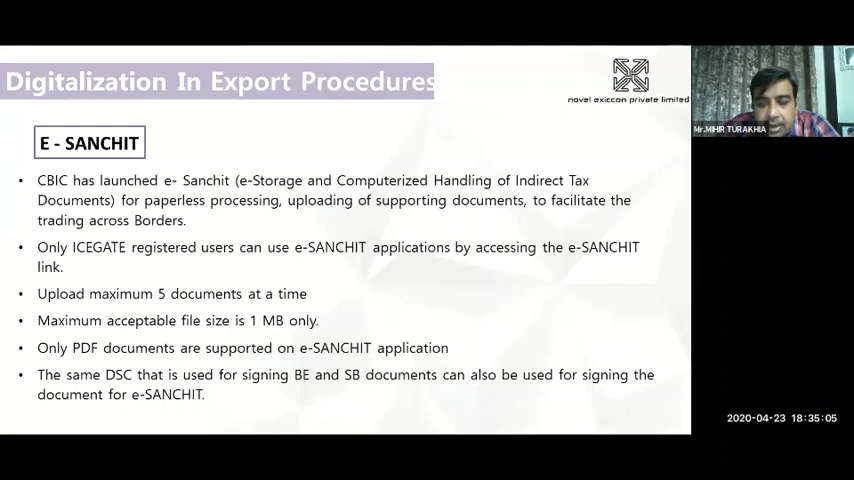 Digitalization In Export Procedures
novel exiccon private limited
Mr.MIHIR TURAKHIA
E - SANCHIT
• CBIC has launched e- Sanchit (e-Storage and Computerized Handling of Indirect Tax
Documents) for paperless processing, uploading of supporting documents, to facilitate the
trading across Borders.
• Only ICEGATE registered users can use e-SANCHIT applications by accessing the e-SANCHIT
link.
• Upload maximum 5 documents at a time
• Maximum acceptable file size is 1 MB only.
• Only PDF documents are supported on e-SANCHIT application
• The same DSC that is used for signing BE and SB documents can also be used for signing the
document for e-SANCHIT.
2020-04-23 18:35:05